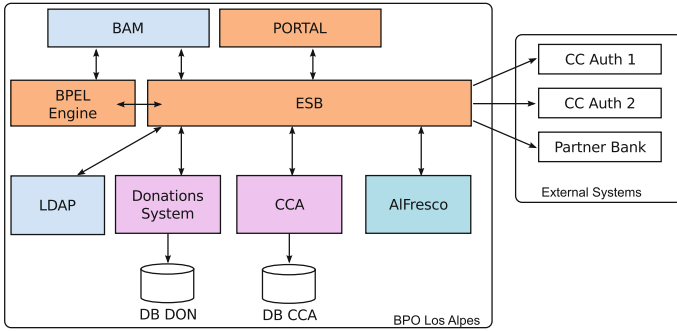 BAM
PORTAL
BPEL
Engine
ESB
CC Auth 1
CC Auth 2
Partner Bank
External Systems
LDAP
Donations
System
CCA
AlFresco
DB DON
DB CCA
BPO Los Alpes